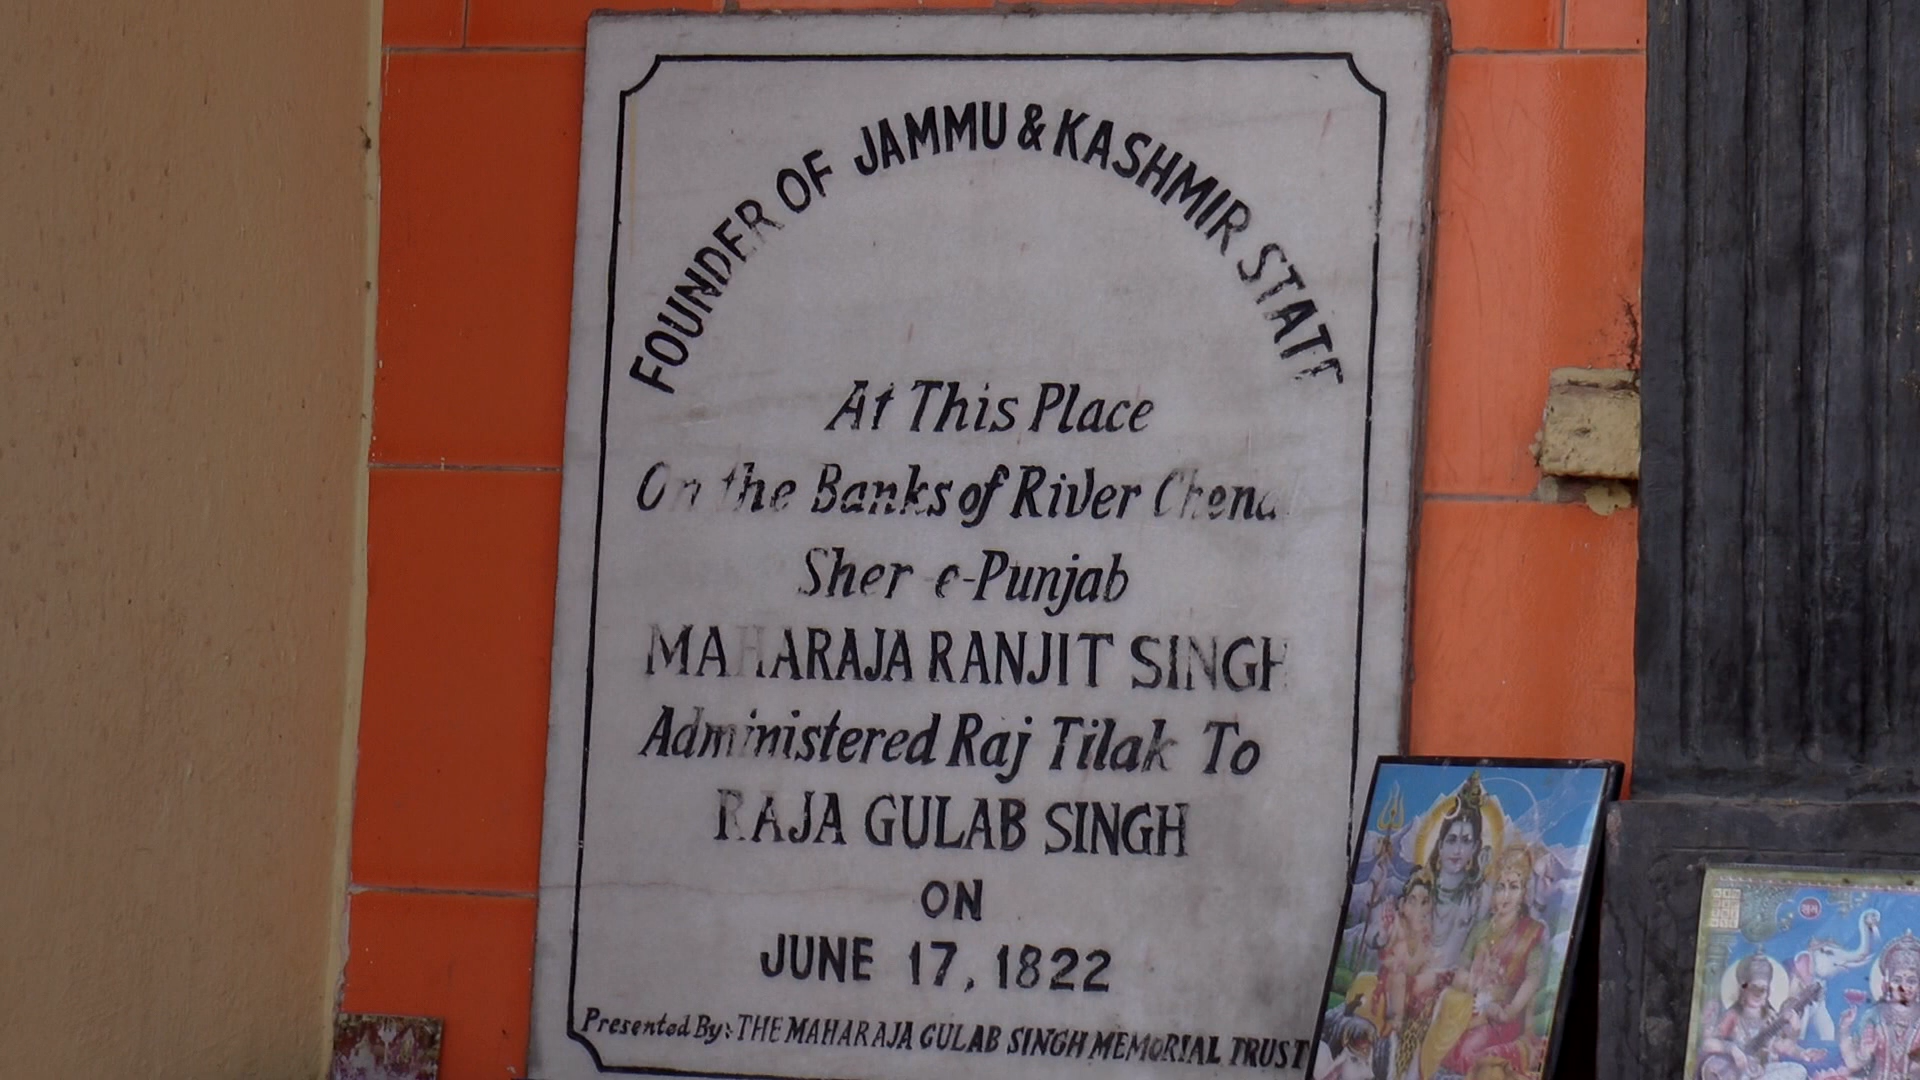 FOUNDER OF JAMMU & KASHMIR STATE
At This Place
On the Banks of River Chenab
Sher-e-Punjab
MAHARAJA RANJIT SINGH
Administered Raj Tilak To
RAJA GULAB SINGH
ON
JUNE 17, 1822
Presented By:- THE MAHARAJA GULAB SINGH MEMORIAL TRUST